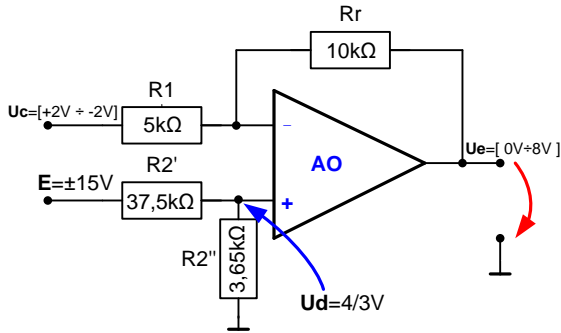 Rr
10kΩ
R1
Uc=[+2V ÷ -2V]
5kΩ
−
Ue=[ 0V÷8V ]
AO
R2'
E=±15V
37,5kΩ
+
R2"
3,65kΩ
Ud=4/3V